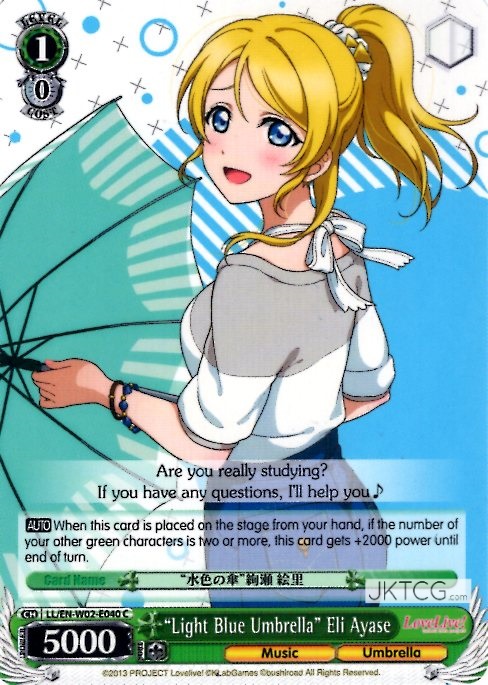 LEVEL
1
0
COST
Are you really studying?
If you have any questions, I'll help you♪
AUTO When this card is placed on the stage from your hand, if the number
of your other green characters is two or more, this card gets +2000 power until
end of turn.
Card Name "水色の傘"絢瀬 絵里
JKTCG.com
CH LL/EN-W02-E040 C
"Light Blue Umbrella" Eli Ayase
LoveLive!
POWER 5000
1
Music Umbrella
©2013 PROJECT Lovelive! ©KLabGames ©bushiroad All Rights Reserved.